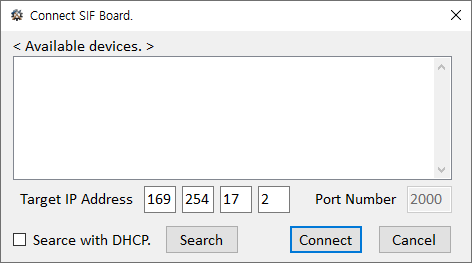 Connect SIF Board.
< Available devices. >
Target IP Address 169 254 17 2 Port Number 2000
Searce with DHCP. Search Connect Cancel